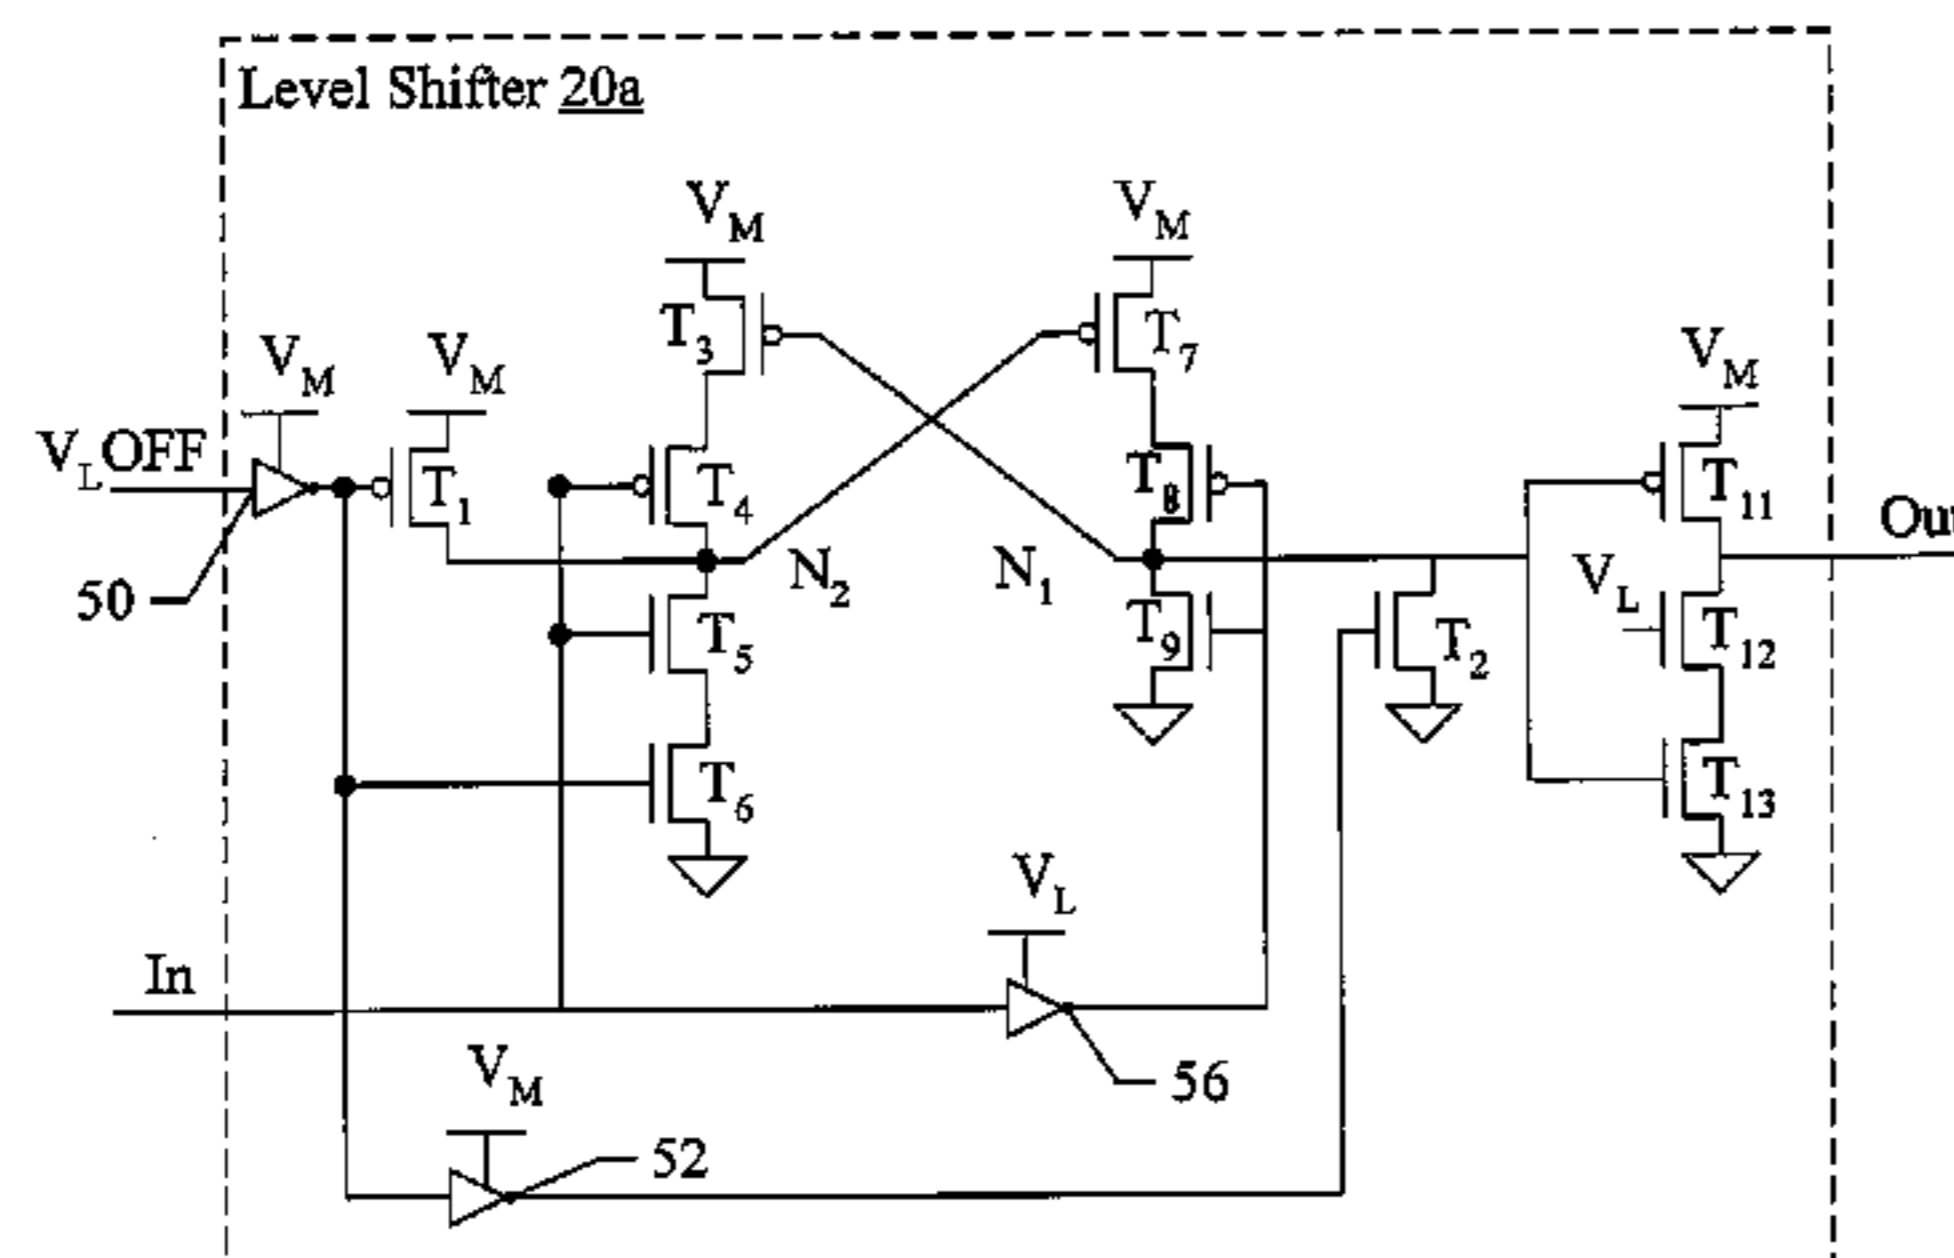 Level Shifter 20a
V_M
V_M
T_3
T_7
V_M
V_M
V_M
V_L OFF
T_1
T_4
T_8
T_11
Out
50
N_2
N_1
V_L
T_5
T_9
T_2
T_12
T_6
T_13
V_L
In
56
V_M
52